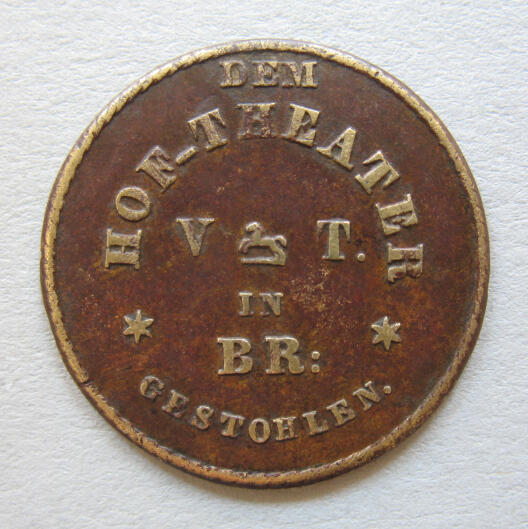 DEM
HOF-THEATER
V T.
IN
BR:
GESTOHLEN.